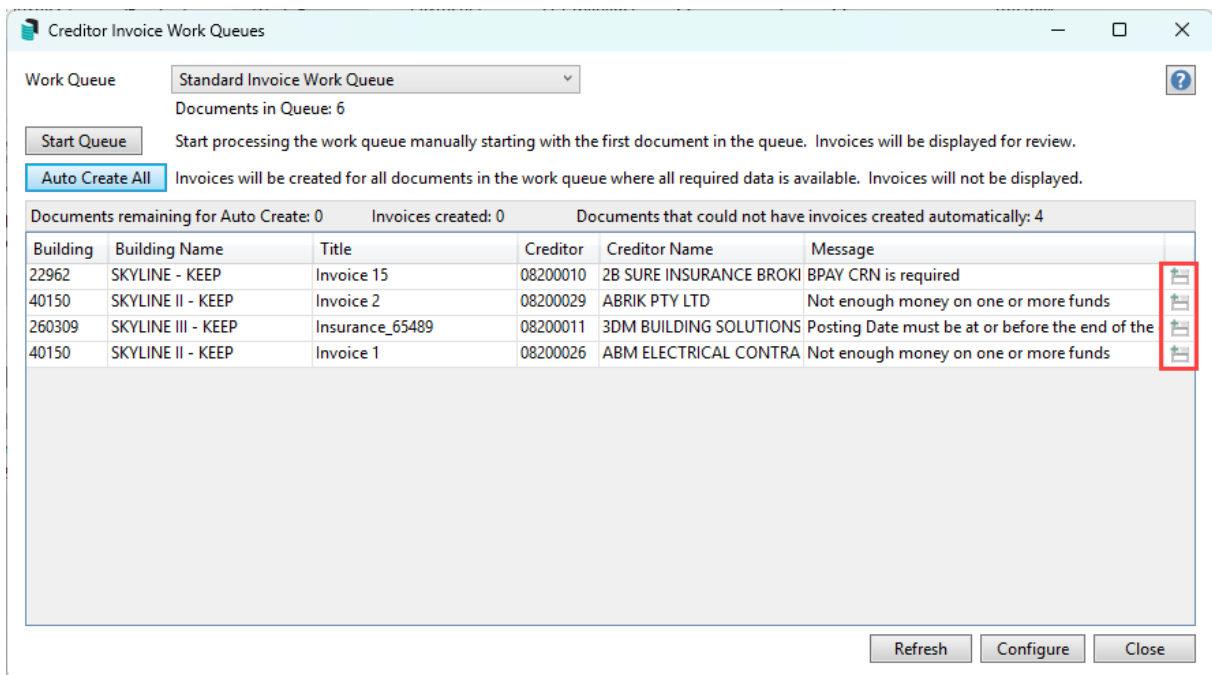 Creditor Invoice Work Queues
Work Queue Standard Invoice Work Queue
Documents in Queue: 6
Start Queue Start processing the work queue manually starting with the first document in the queue. Invoices will be displayed for review.
Auto Create All Invoices will be created for all documents in the work queue where all required data is available. Invoices will not be displayed.
Documents remaining for Auto Create: 0 Invoices created: 0 Documents that could not have invoices created automatically: 4
Building Building Name Title Creditor Creditor Name Message
22962 SKYLINE - KEEP Invoice 15 08200010 2B SURE INSURANCE BROKI BPAY CRN is required
40150 SKYLINE II - KEEP Invoice 2 08200029 ABRIK PTY LTD Not enough money on one or more funds
260309 SKYLINE III - KEEP Insurance_65489 08200011 3DM BUILDING SOLUTIONS Posting Date must be at or before the end of the
40150 SKYLINE II - KEEP Invoice 1 08200026 ABM ELECTRICAL CONTRA Not enough money on one or more funds
Refresh Configure Close